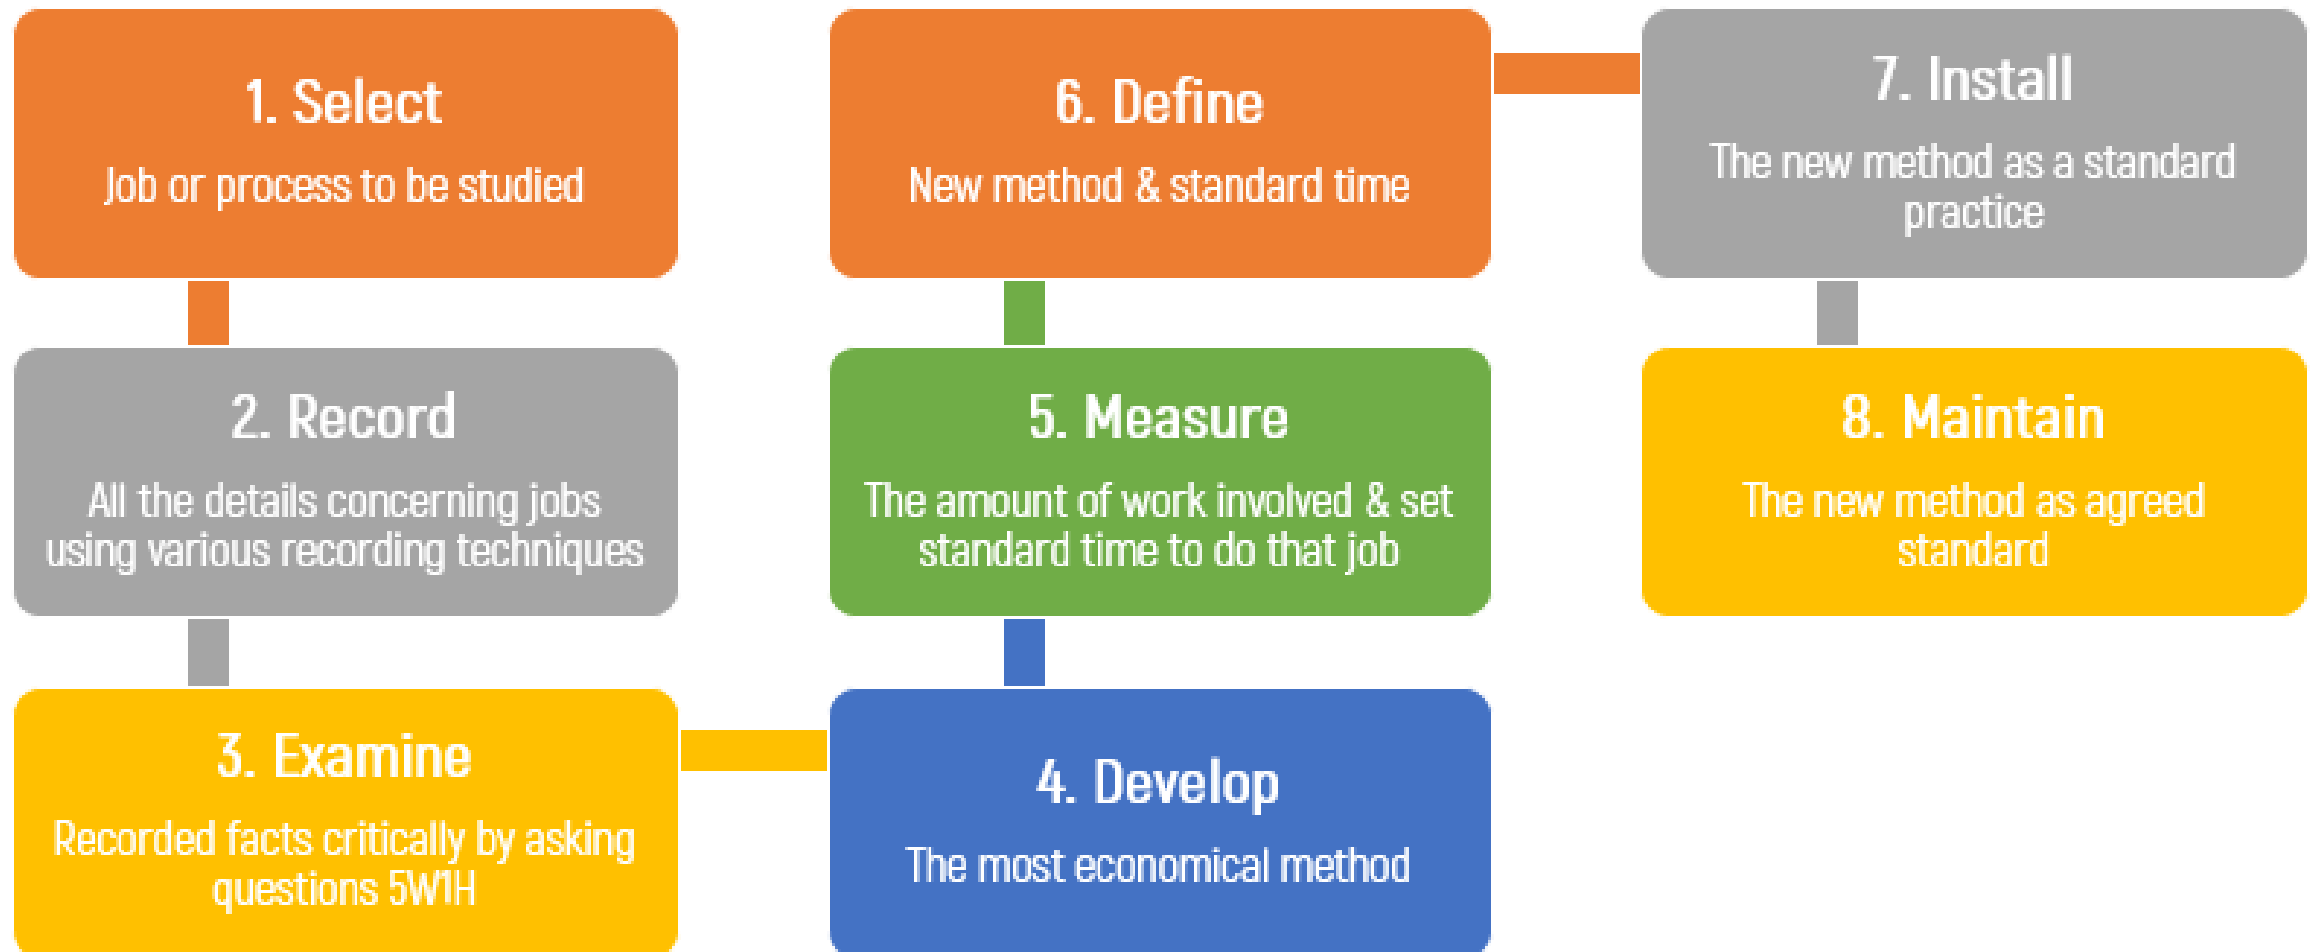 1. Select
Job or process to be studied
2. Record
All the details concerning jobs
using various recording techniques
3. Examine
Recorded facts critically by asking
questions 5W1H
4. Develop
The most economical method
5. Measure
The amount of work involved & set
standard time to do that job
6. Define
New method & standard time
7. Install
The new method as a standard
practice
8. Maintain
The new method as agreed
standard